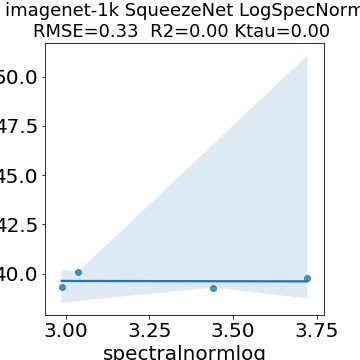 imagenet-1k SqueezeNet LogSpecNorm
RMSE=0.33 R2=0.00 Ktau=0.00
50.0
47.5
45.0
42.5
40.0
3.00 3.25 3.50 3.75
spectralnormlog